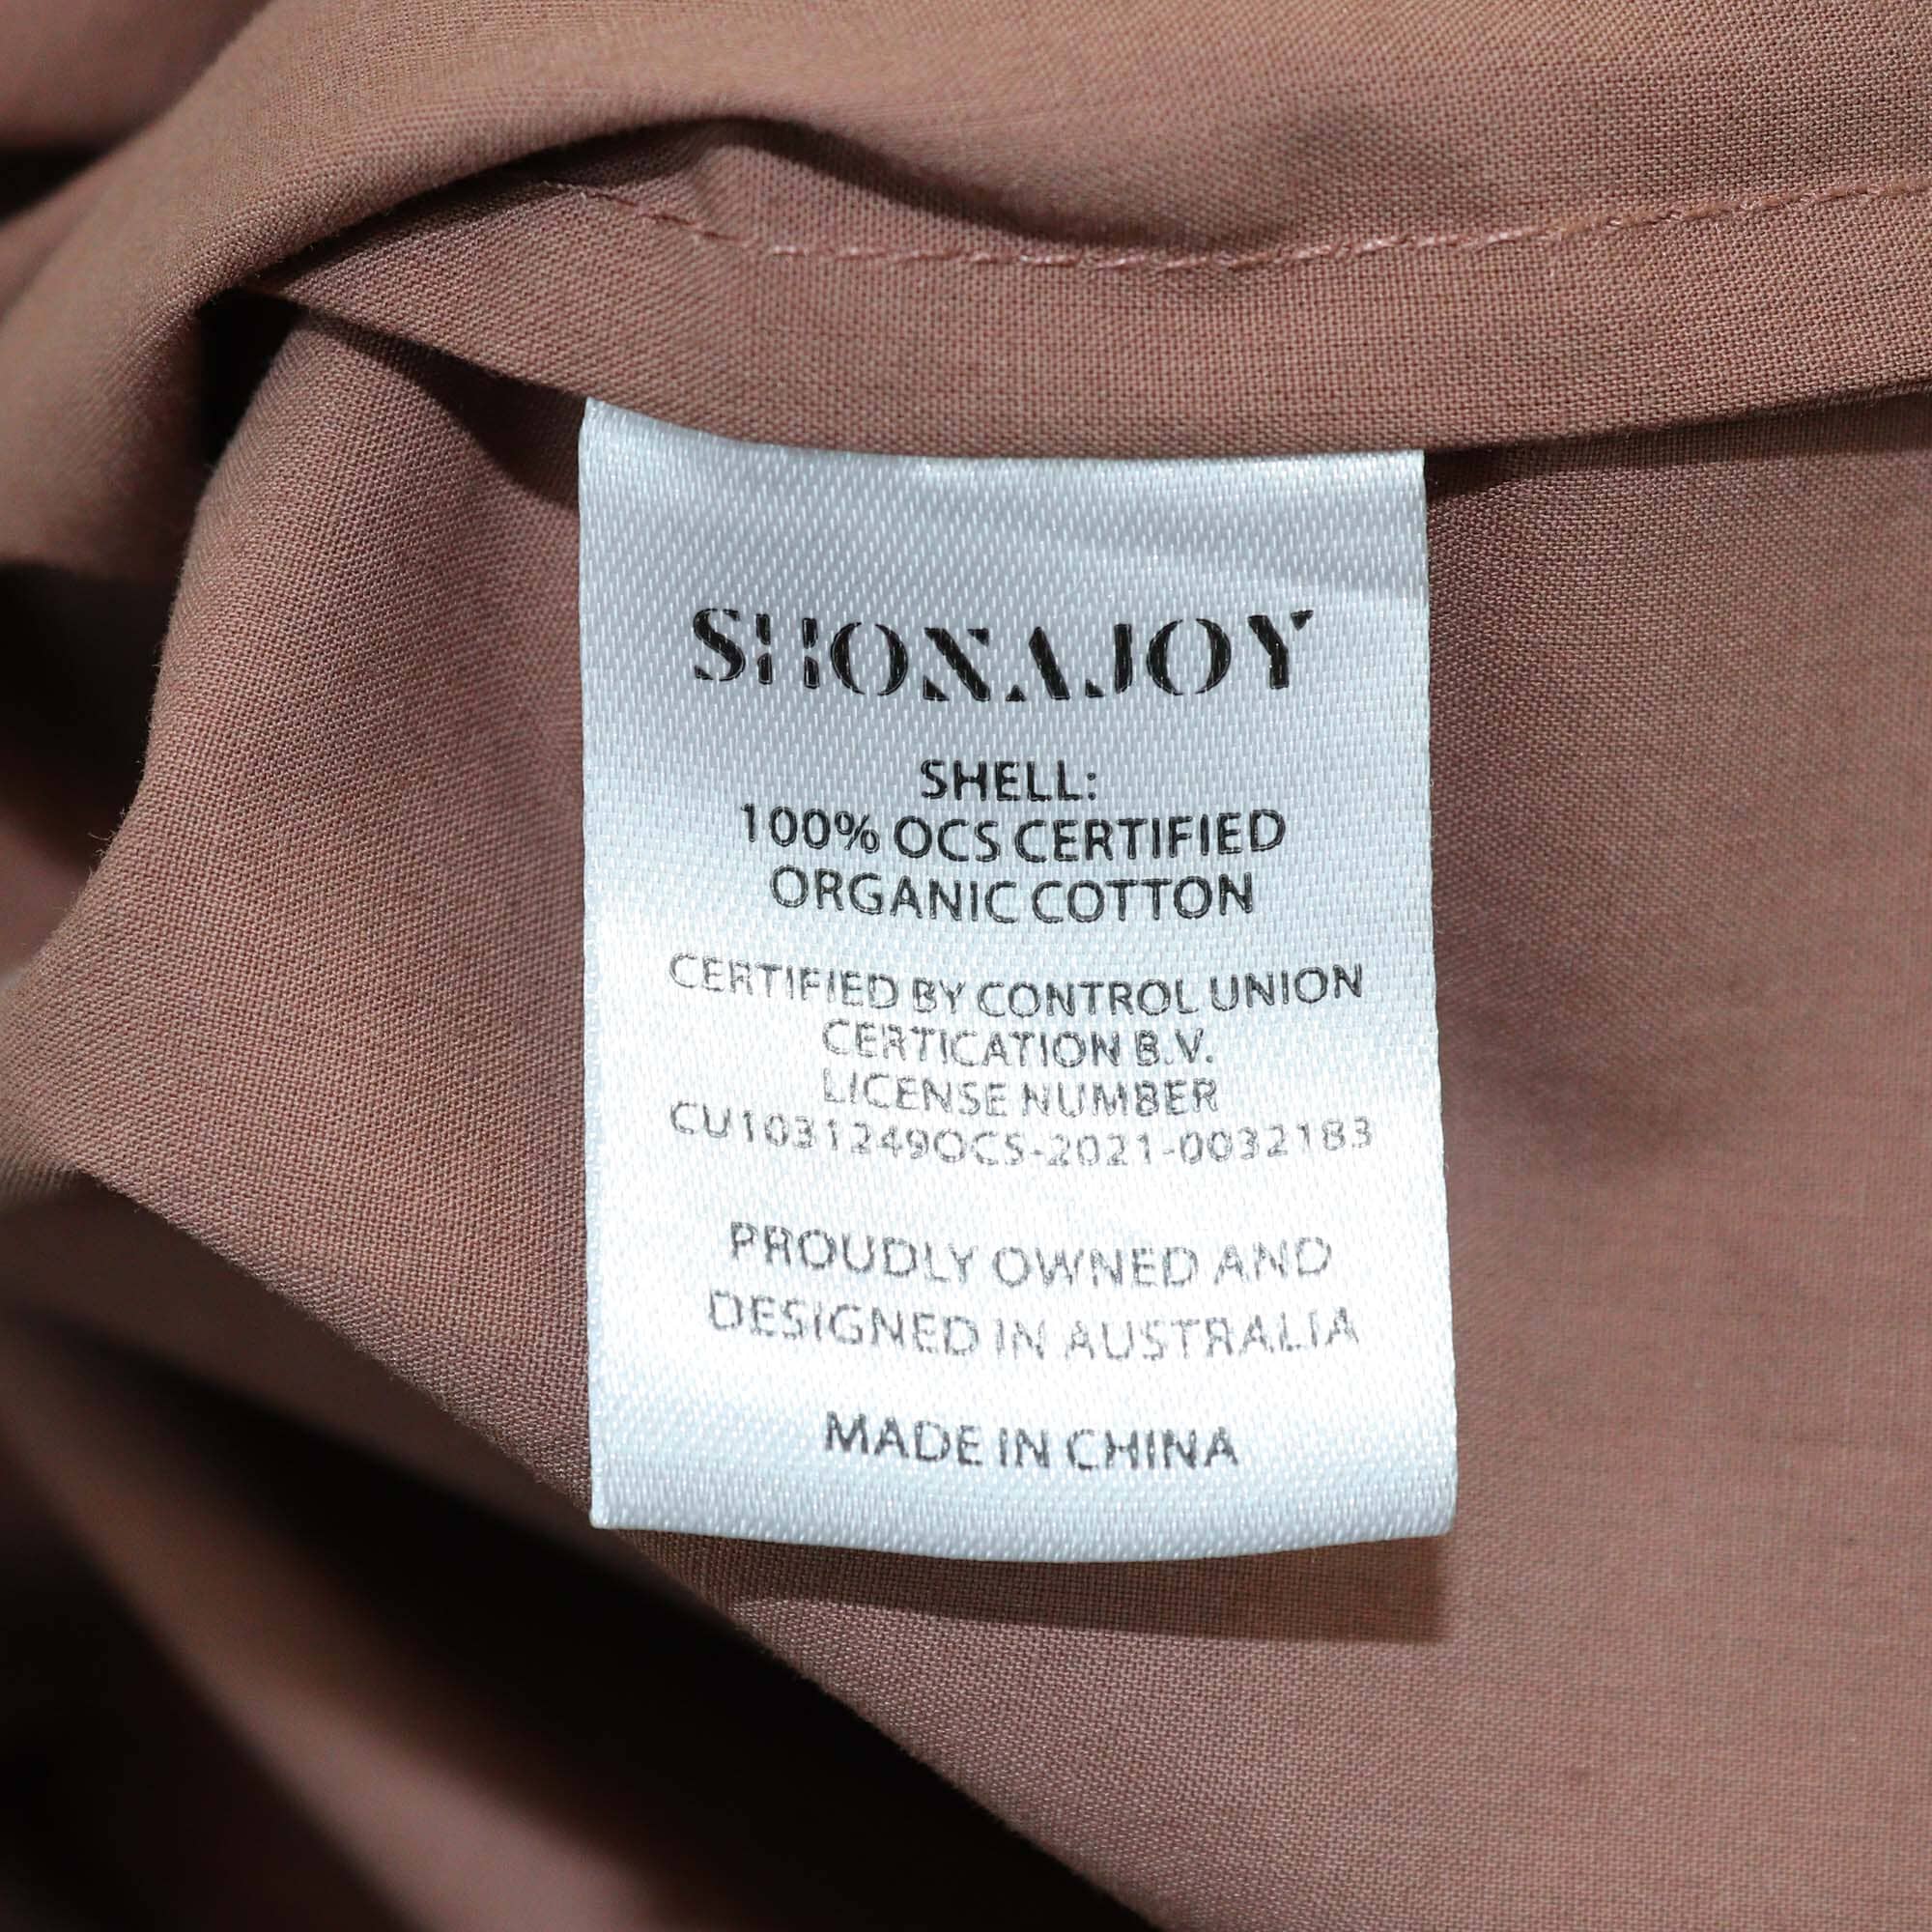 SHONAJOY
SHELL:
100% OCS CERTIFIED
ORGANIC COTTON
CERTIFIED BY CONTROL UNION
CERTICATION B.V.
LICENSE NUMBER
CU1031249OCS-2021-0032183
PROUDLY OWNED AND
DESIGNED IN AUSTRALIA
MADE IN CHINA